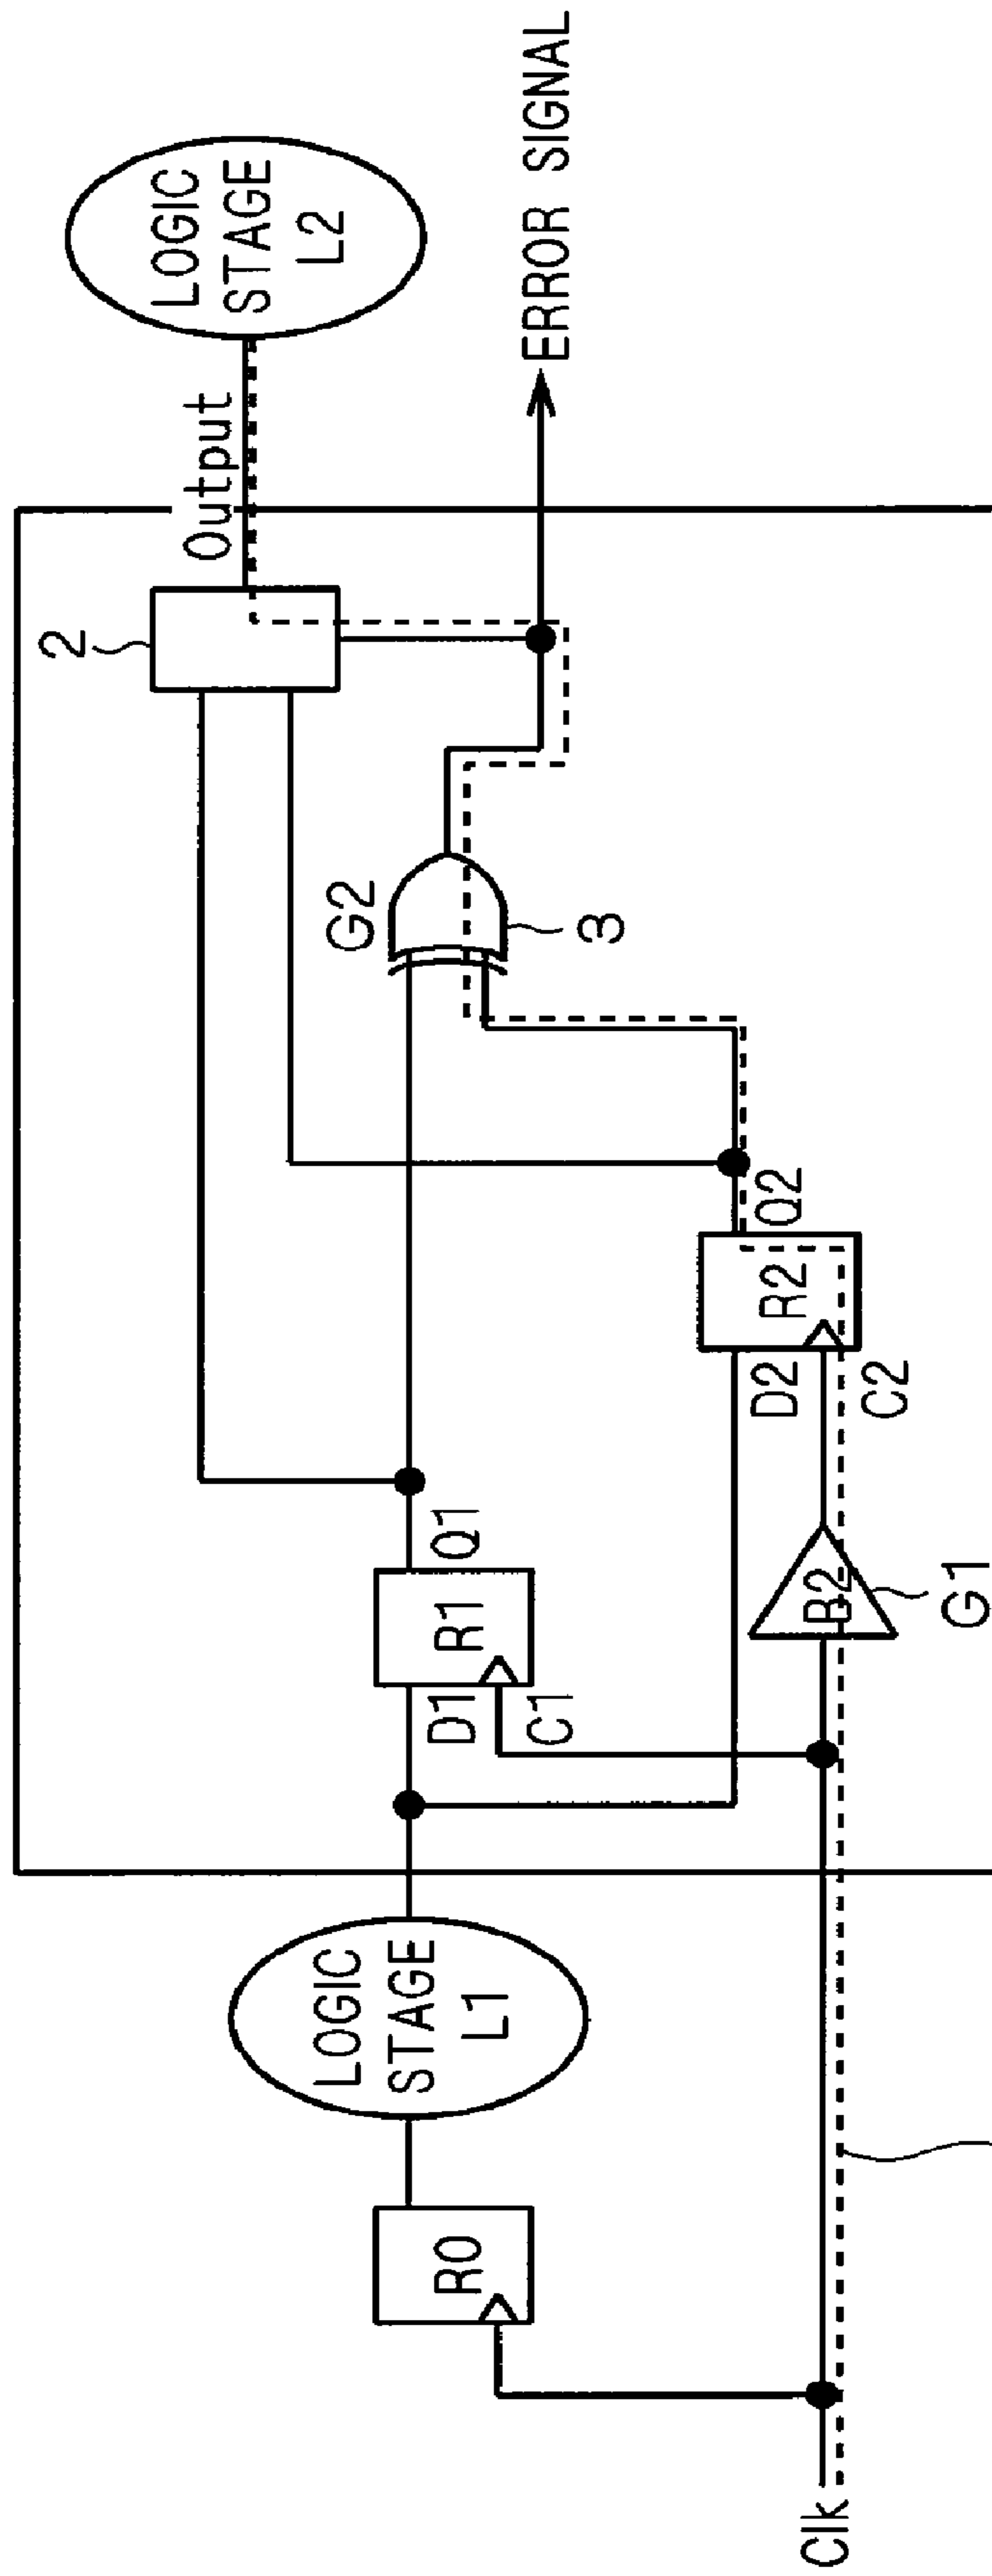 2
Output
LOGIC
STAGE
L2
G2
3
ERROR SIGNAL
R0
LOGIC
STAGE
L1
D1
R1
Q1
C1
D2
R2
Q2
C2
B2
G1
Clk